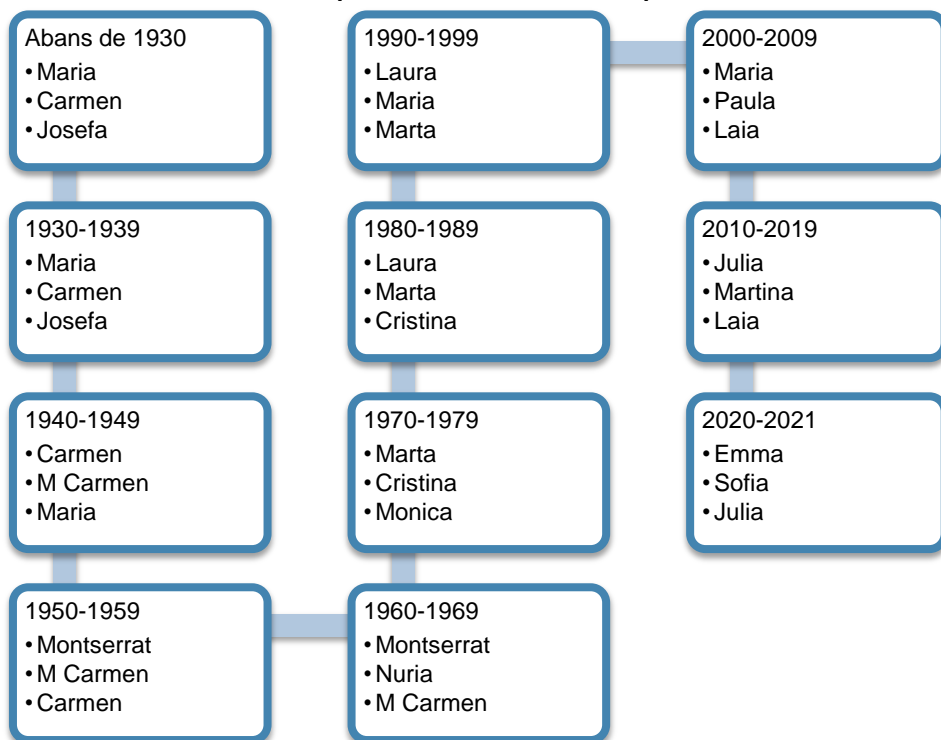 Abans de 1930
• Maria
• Carmen
• Josefa
1930-1939
• Maria
• Carmen
• Josefa
1940-1949
• Carmen
• M Carmen
• Maria
1950-1959
• Montserrat
• M Carmen
• Carmen
1960-1969
• Montserrat
• Nuria
• M Carmen
1970-1979
• Marta
• Cristina
• Monica
1980-1989
• Laura
• Marta
• Cristina
1990-1999
• Laura
• Maria
• Marta
2000-2009
• Maria
• Paula
• Laia
2010-2019
• Julia
• Martina
• Laia
2020-2021
• Emma
• Sofia
• Julia